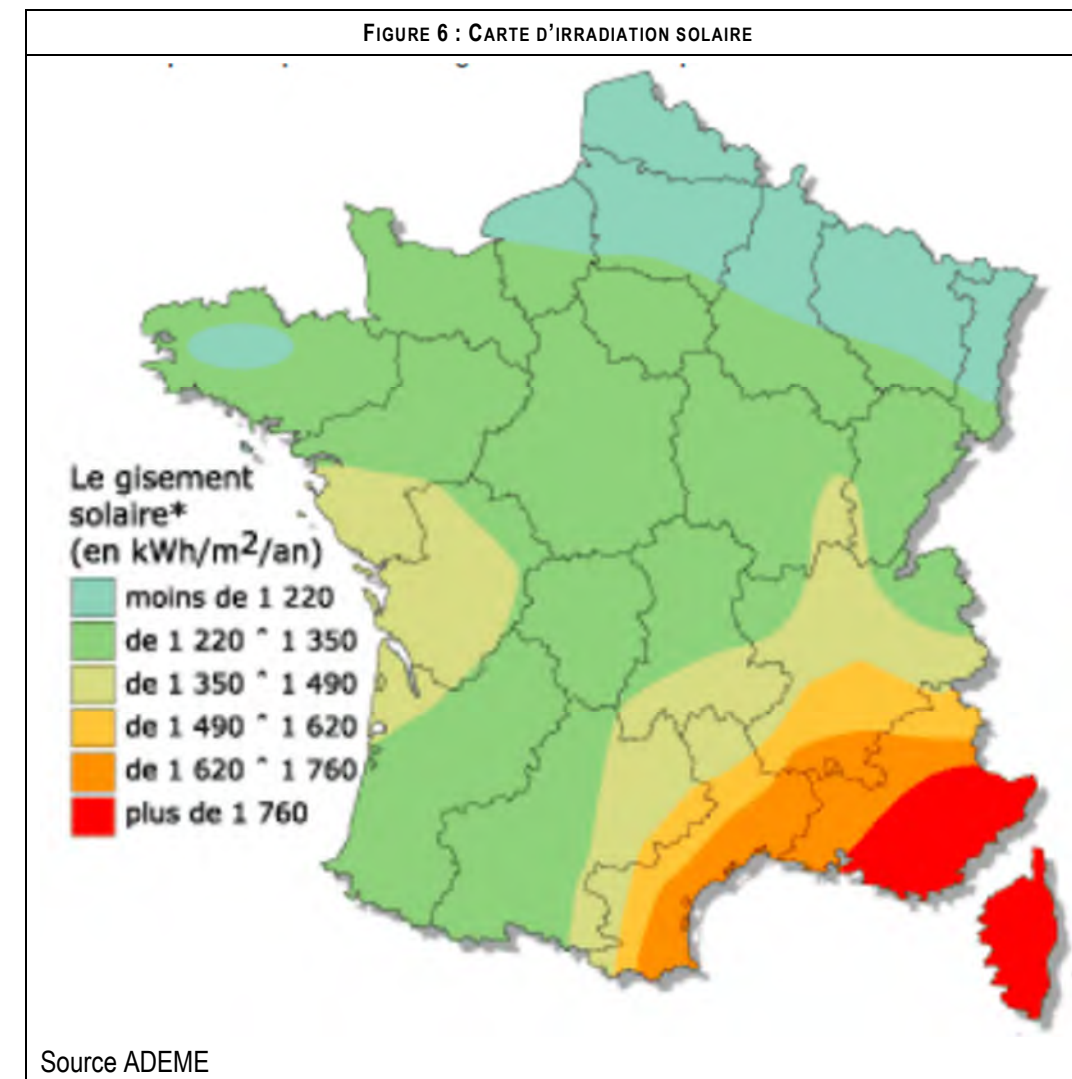 FIGURE 6 : CARTE D'IRRADIATION SOLAIRE
Le gisement
solaire*
(en kWh/m2/an)
moins de 1 220
de 1 220 ˆ 1 350
de 1 350 ˆ 1 490
de 1 490 ˆ 1 620
de 1 620 ˆ 1 760
plus de 1 760
Source ADEME